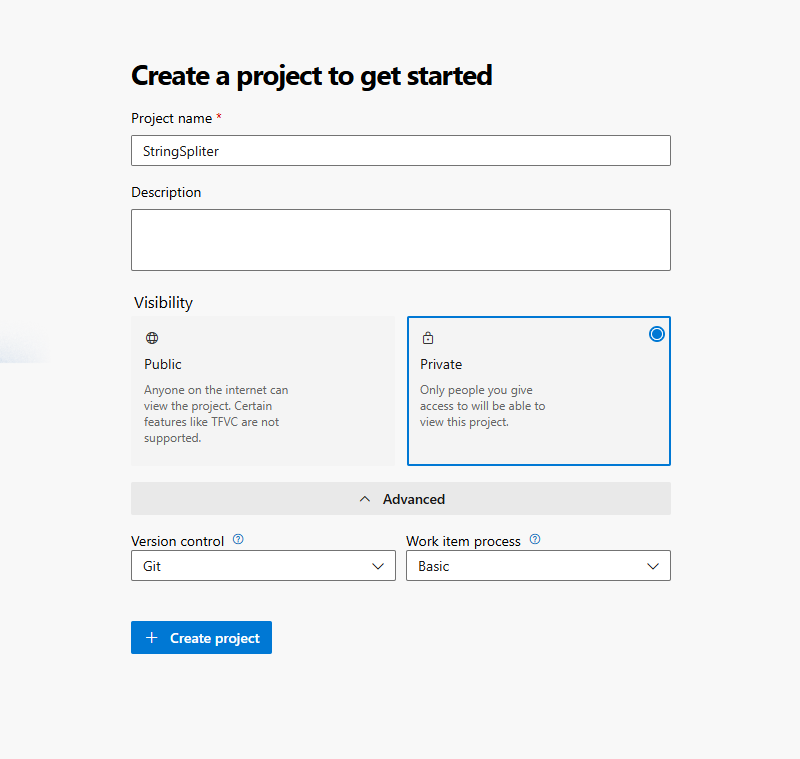 Create a project to get started
Project name *
StringSpliter
Description
Visibility
Public
Anyone on the internet can
view the project. Certain
features like TFVC are not
supported.
Private
Only people you give
access to will be able to
view this project.
Advanced
Version control ?
Git
Work item process ?
Basic
+ Create project